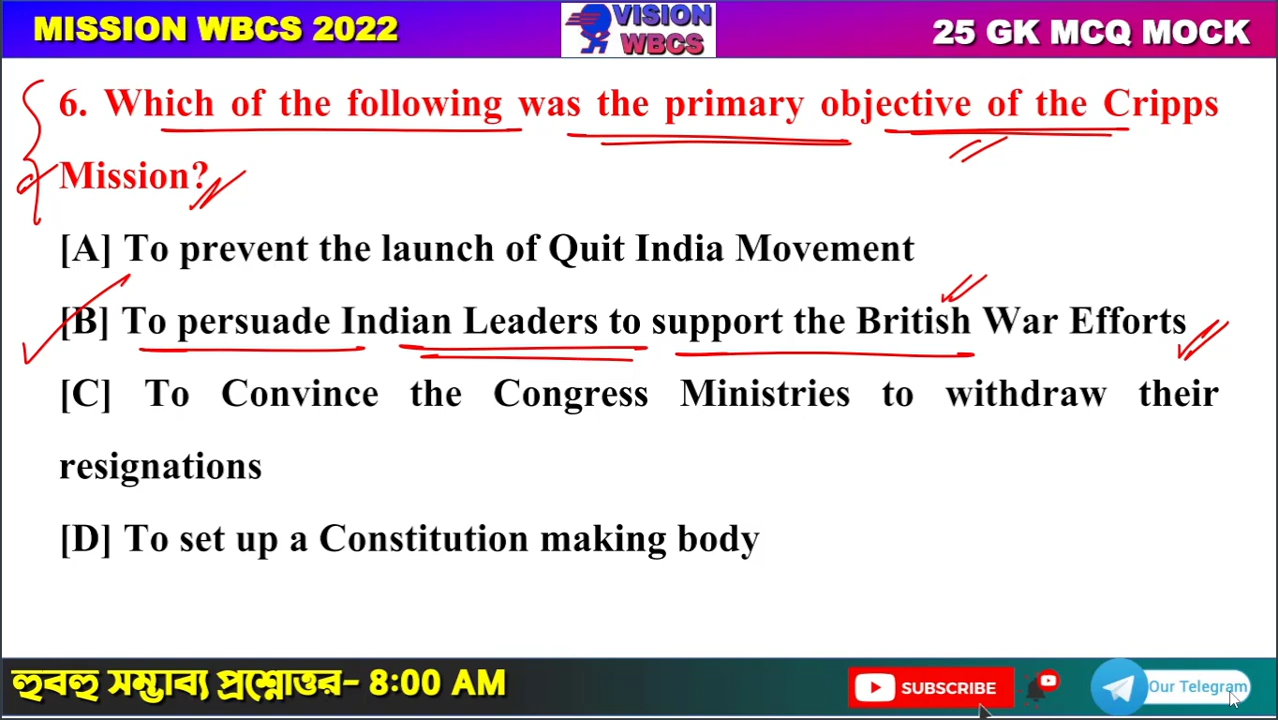 MISSION WBCS 2022
VISION
WBCS
25 GK MCQ MOCK
6. Which of the following was the primary objective of the Cripps
Mission?
[A] To prevent the launch of Quit India Movement
[B] To persuade Indian Leaders to support the British War Efforts
[C] To Convince the Congress Ministries to withdraw their
resignations
[D] To set up a Constitution making body
হুবহু সম্ভাব্য প্রশ্নোত্তর- 8:00 AM
SUBSCRIBE
Our Telegram